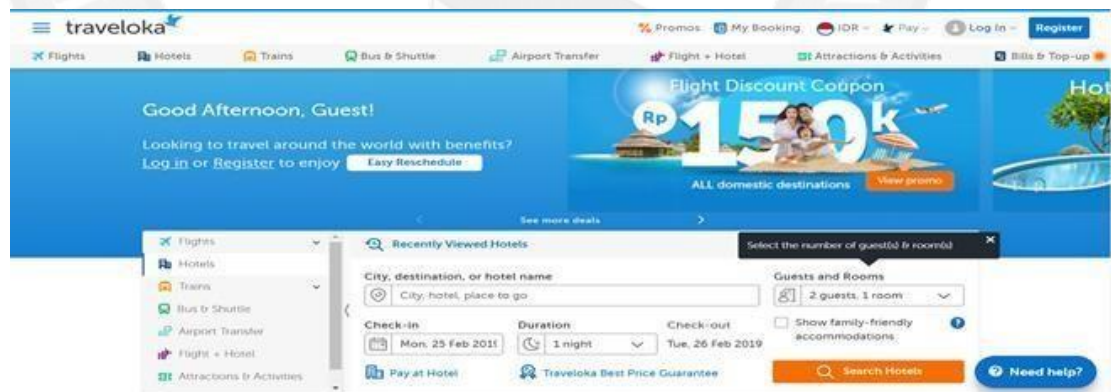 traveloka
Promos My Booking IDR Pay Log In Register
Flights Hotels Trains Bus & Shuttle Airport Transfer Flight + Hotel Attractions & Activities Bills & Top-up
Good Afternoon, Guest!
Looking to travel around the world with benefits?
Log in or Register to enjoy Easy Reschedule
Flight Discount Coupon
Rp 150k
ALL domestic destinations View promo
Hot
See more deals
Flights
Hotels
Trains
Bus & Shuttle
Airport Transfer
Flight + Hotel
Attractions & Activities
Recently Viewed Hotels
Select the number of guest(s) & room(s)
City, destination, or hotel name
City, hotel, place to go
Guests and Rooms
2 guests, 1 room
Check-in Duration Check-out
Mon, 25 Feb 2019 1 night Tue, 26 Feb 2019
Show family-friendly
accommodations
Pay at Hotel Traveloka Best Price Guarantee
Search Hotels
Need help?